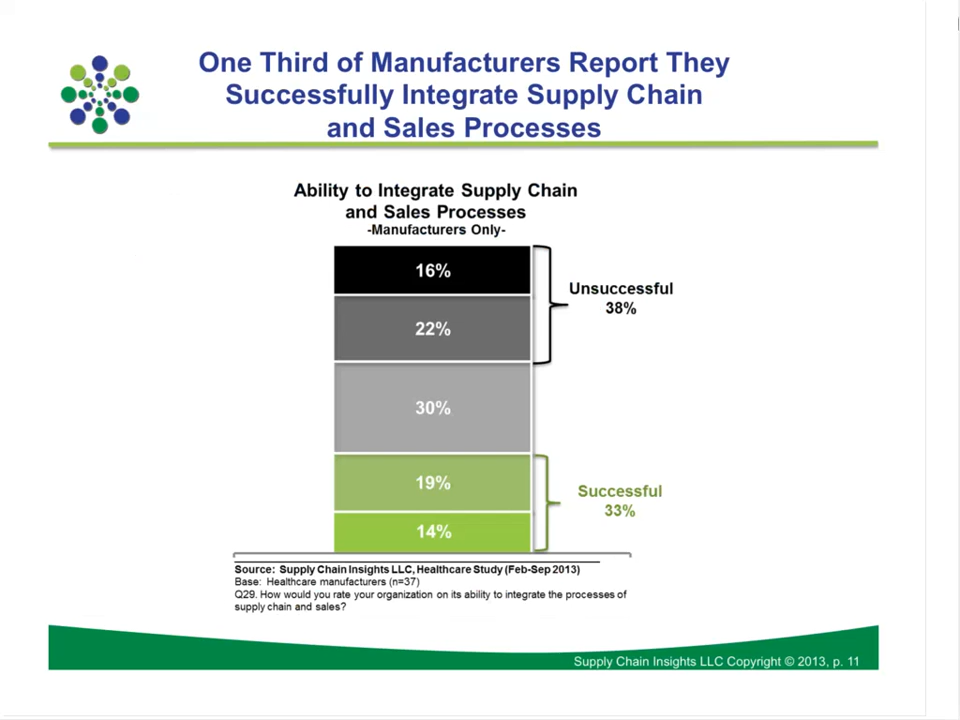 One Third of Manufacturers Report They
Successfully Integrate Supply Chain
and Sales Processes
Ability to Integrate Supply Chain
and Sales Processes
-Manufacturers Only-
16%
22%
30%
19%
14%
Unsuccessful
38%
Successful
33%
Source: Supply Chain Insights LLC, Healthcare Study (Feb-Sep 2013)
Base: Healthcare manufacturers (n=37)
Q29. How would you rate your organization on its ability to integrate the processes of
supply chain and sales?
Supply Chain Insights LLC Copyright © 2013, p. 11